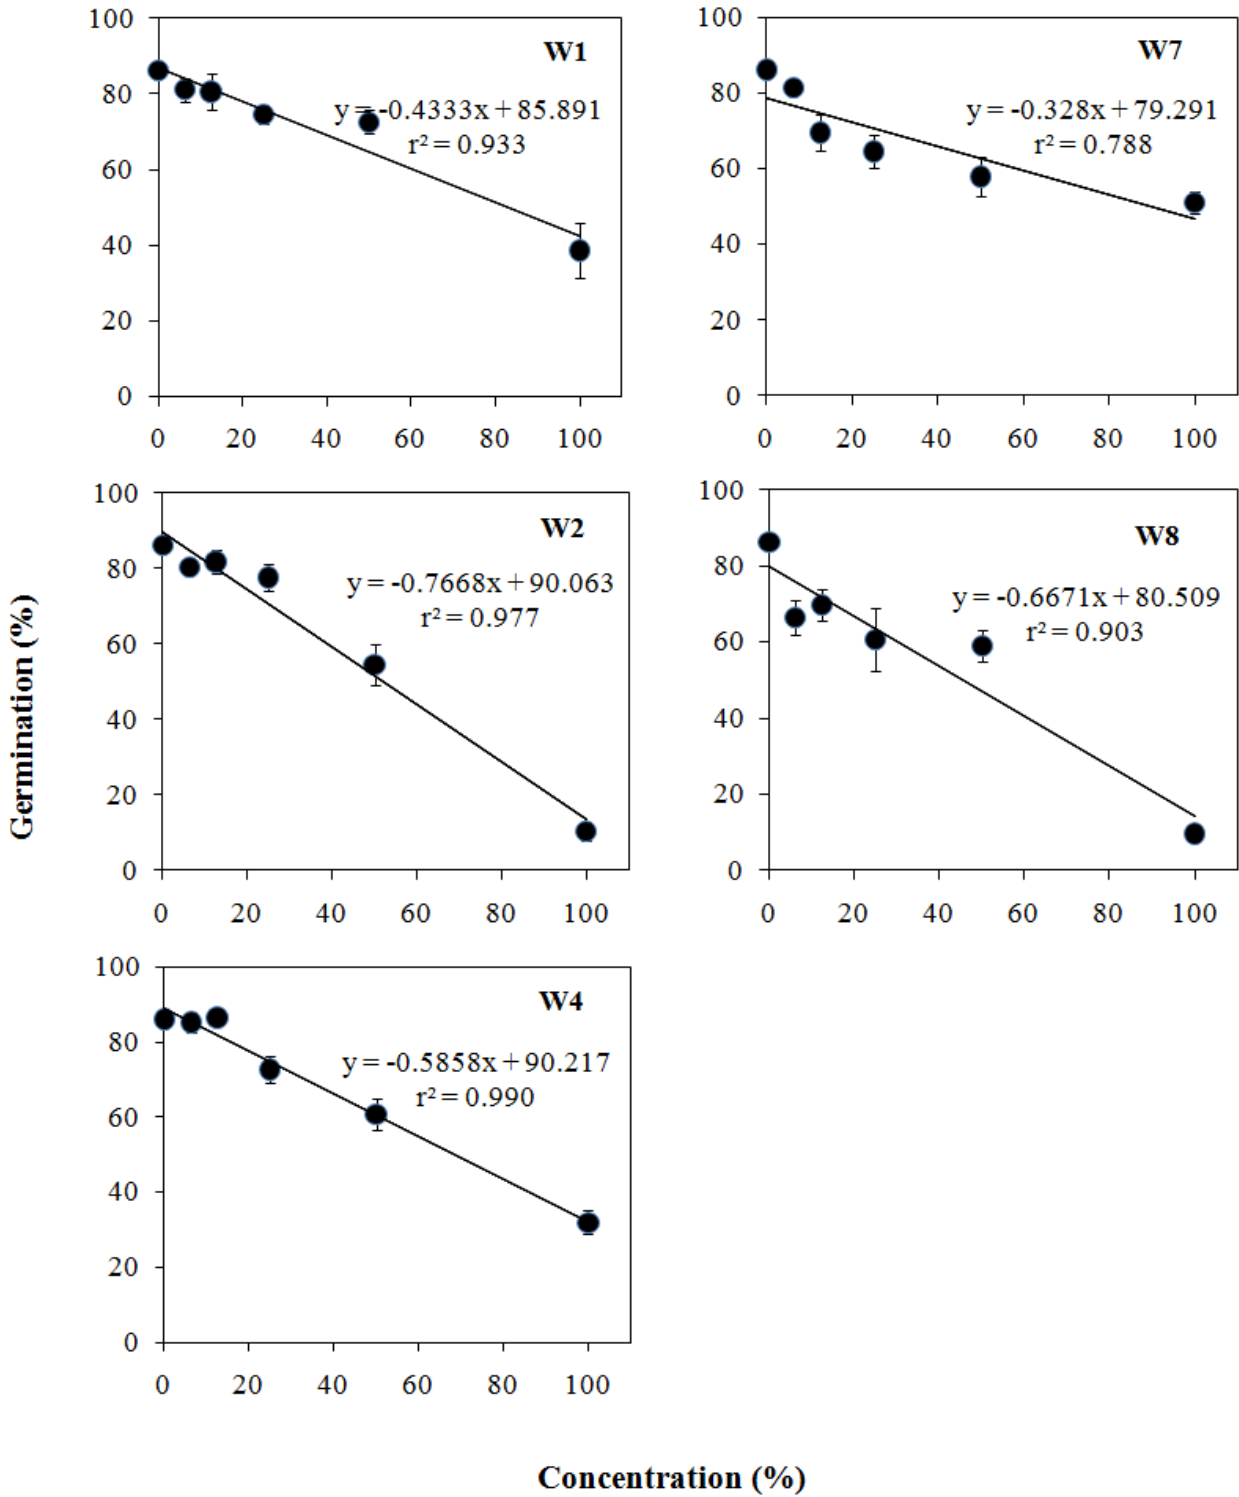 W1
y = -0.4333x + 85.891
r² = 0.933
100
80
60
40
20
0
0 20 40 60 80 100
W7
y = -0.328x + 79.291
r² = 0.788
100
80
60
40
20
0
0 20 40 60 80 100
W2
y = -0.7668x + 90.063
r² = 0.977
100
80
60
40
20
0
0 20 40 60 80 100
W8
y = -0.6671x + 80.509
r² = 0.903
100
80
60
40
20
0
0 20 40 60 80 100
W4
y = -0.5858x + 90.217
r² = 0.990
100
80
60
40
20
0
0 20 40 60 80 100
Germination (%)
Concentration (%)